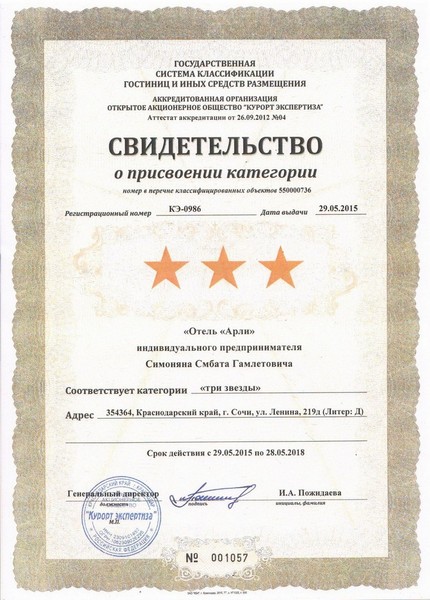 ГОСУДАРСТВЕННАЯ
СИСТЕМА КЛАССИФИКАЦИИ
ГОСТИНИЦ И ИНЫХ СРЕДСТВ РАЗМЕЩЕНИЯ
АККРЕДИТОВАННАЯ ОРГАНИЗАЦИЯ
ОТКРЫТОЕ АКЦИОНЕРНОЕ ОБЩЕСТВО "КУРОРТ ЭКСПЕРТИЗА"
Аттестат аккредитации от 26.09.2012 №04
СВИДЕТЕЛЬСТВО
о присвоении категории
номер в перечне классифицированных объектов 550000736
Регистрационный номер КЭ-0986 Дата выдачи 29.05.2015
«Отель «Арли»
индивидуального предпринимателя
Симоняна Смбата Гамлетовича
Соответствует категории «три звезды»
Адрес 354364, Краснодарский край, г. Сочи, ул. Ленина, 219д (Литер: Д)
Срок действия с 29.05.2015 по 28.05.2018
Генеральный директор И.А. Пожидаева
должность подпись инициалы, фамилия
"Курорт экспертиза"
М.П.
РОССИЙСКАЯ ФЕДЕРАЦИЯ
№ 001057